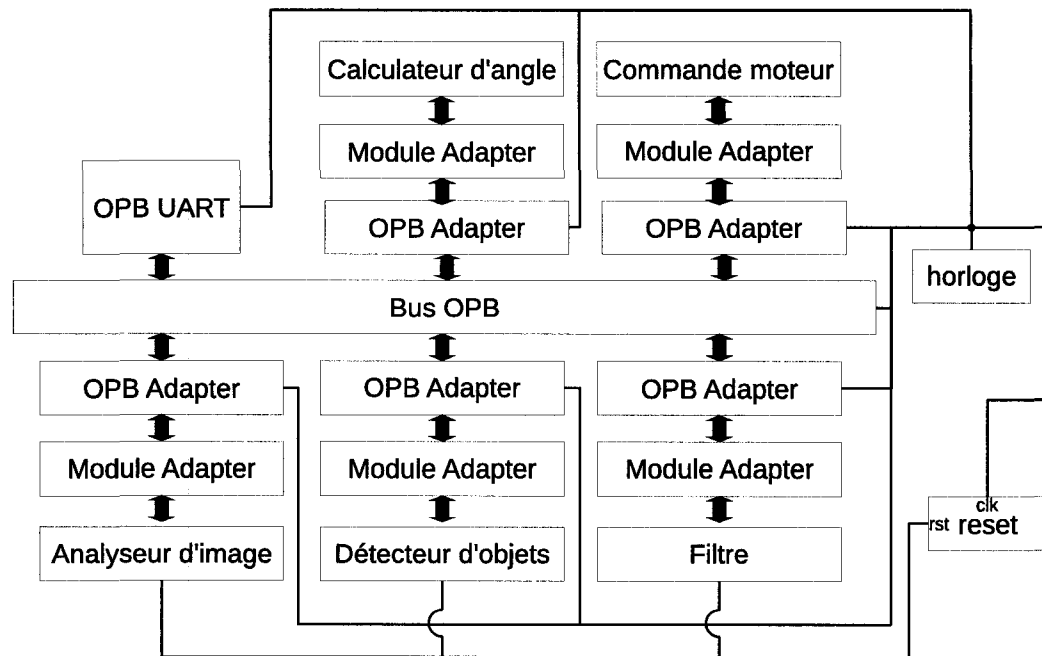 Calculateur d'angle
Commande moteur
Module Adapter
Module Adapter
OPB UART
OPB Adapter
OPB Adapter
horloge
Bus OPB
OPB Adapter
OPB Adapter
OPB Adapter
Module Adapter
Module Adapter
Module Adapter
clk
rst reset
Analyseur d'image
Détecteur d'objets
Filtre